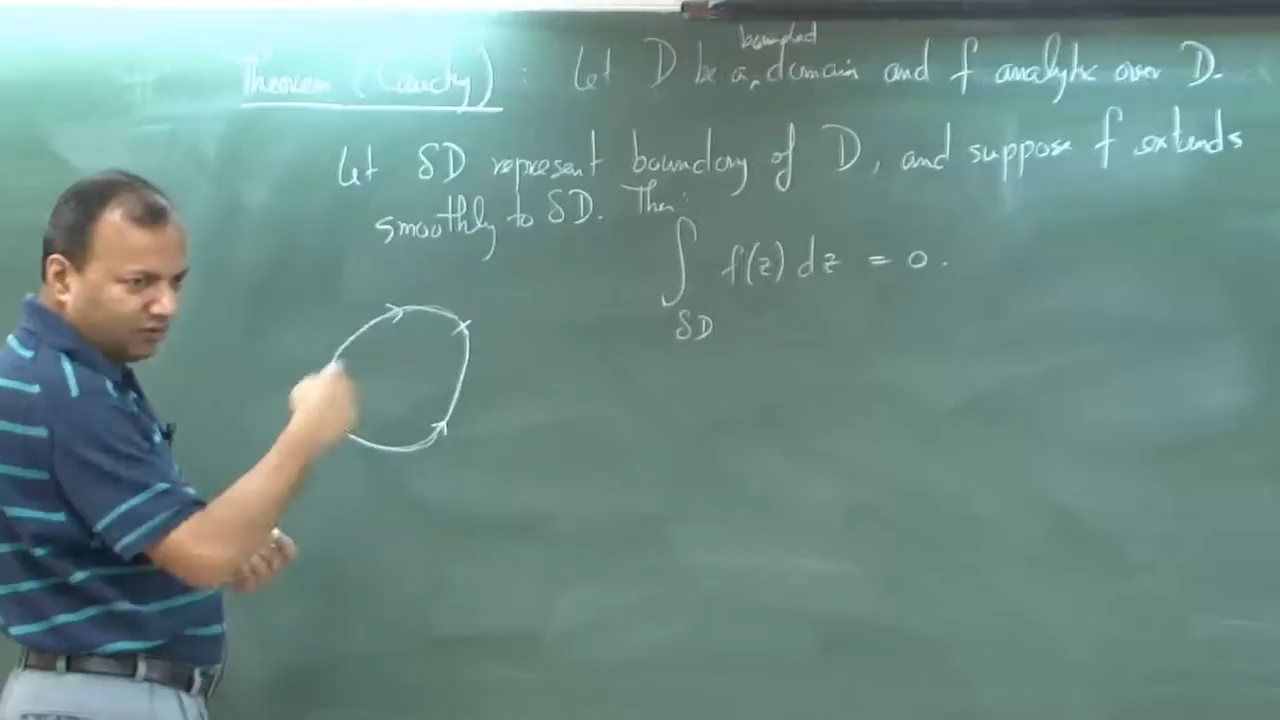 Theorem (Cauchy) : Let D be a bounded domain and f analytic over D.
Let δD represent boundary of D, and suppose f extends
smoothly to δD. Then:
∫_{δD} f(z) dz = 0.